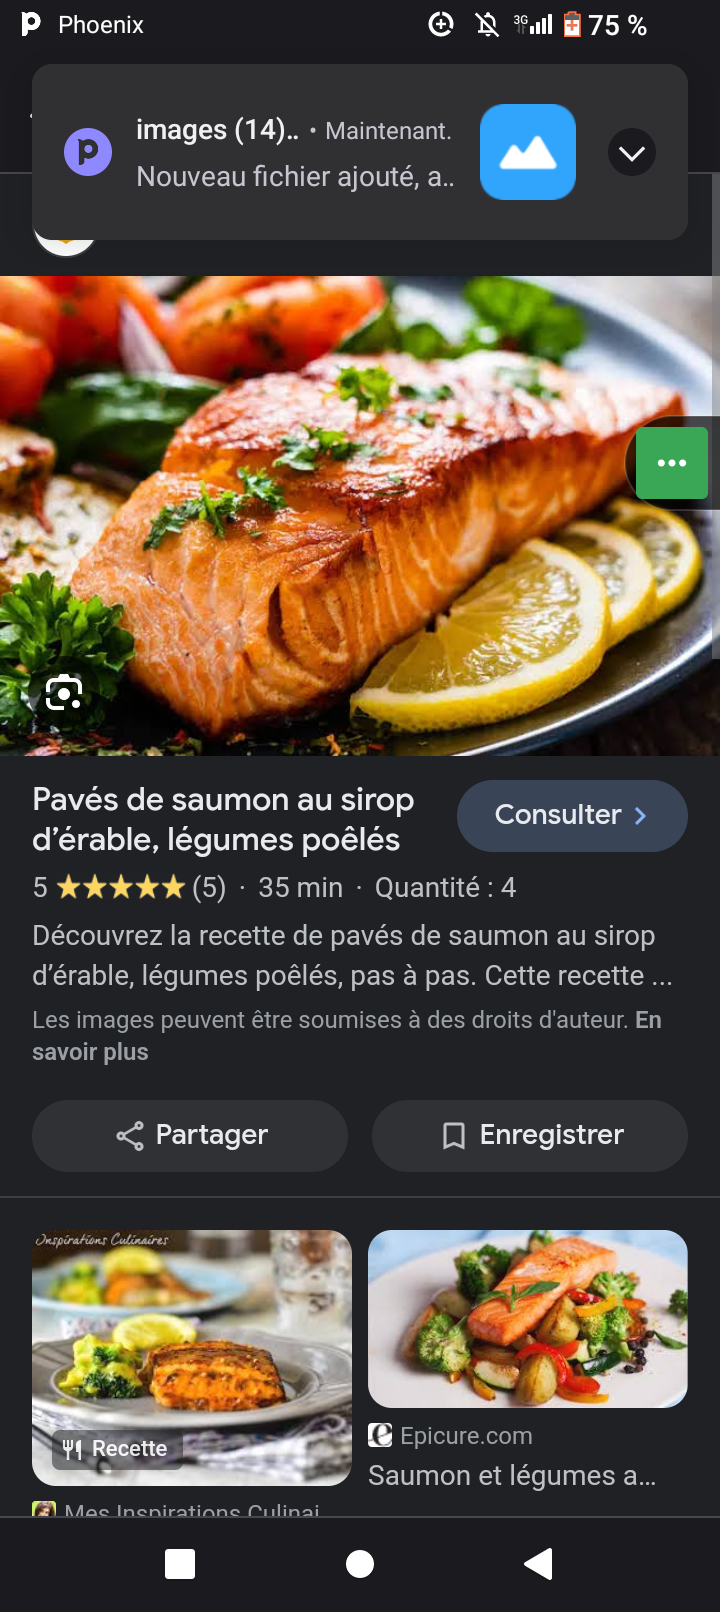 Phoenix
3G
75 %
images (14).. • Maintenant.
Nouveau fichier ajouté, a..
Pavés de saumon au sirop
d’érable, légumes poêlés
Consulter
5 ★★★★★ (5) · 35 min · Quantité : 4
Découvrez la recette de pavés de saumon au sirop
d’érable, légumes poêlés, pas à pas. Cette recette ...
Les images peuvent être soumises à des droits d'auteur. En
savoir plus
Partager
Enregistrer
Inspirations Culinaires
Recette
Mes Inspirations Culinai
Epicure.com
Saumon et légumes a...